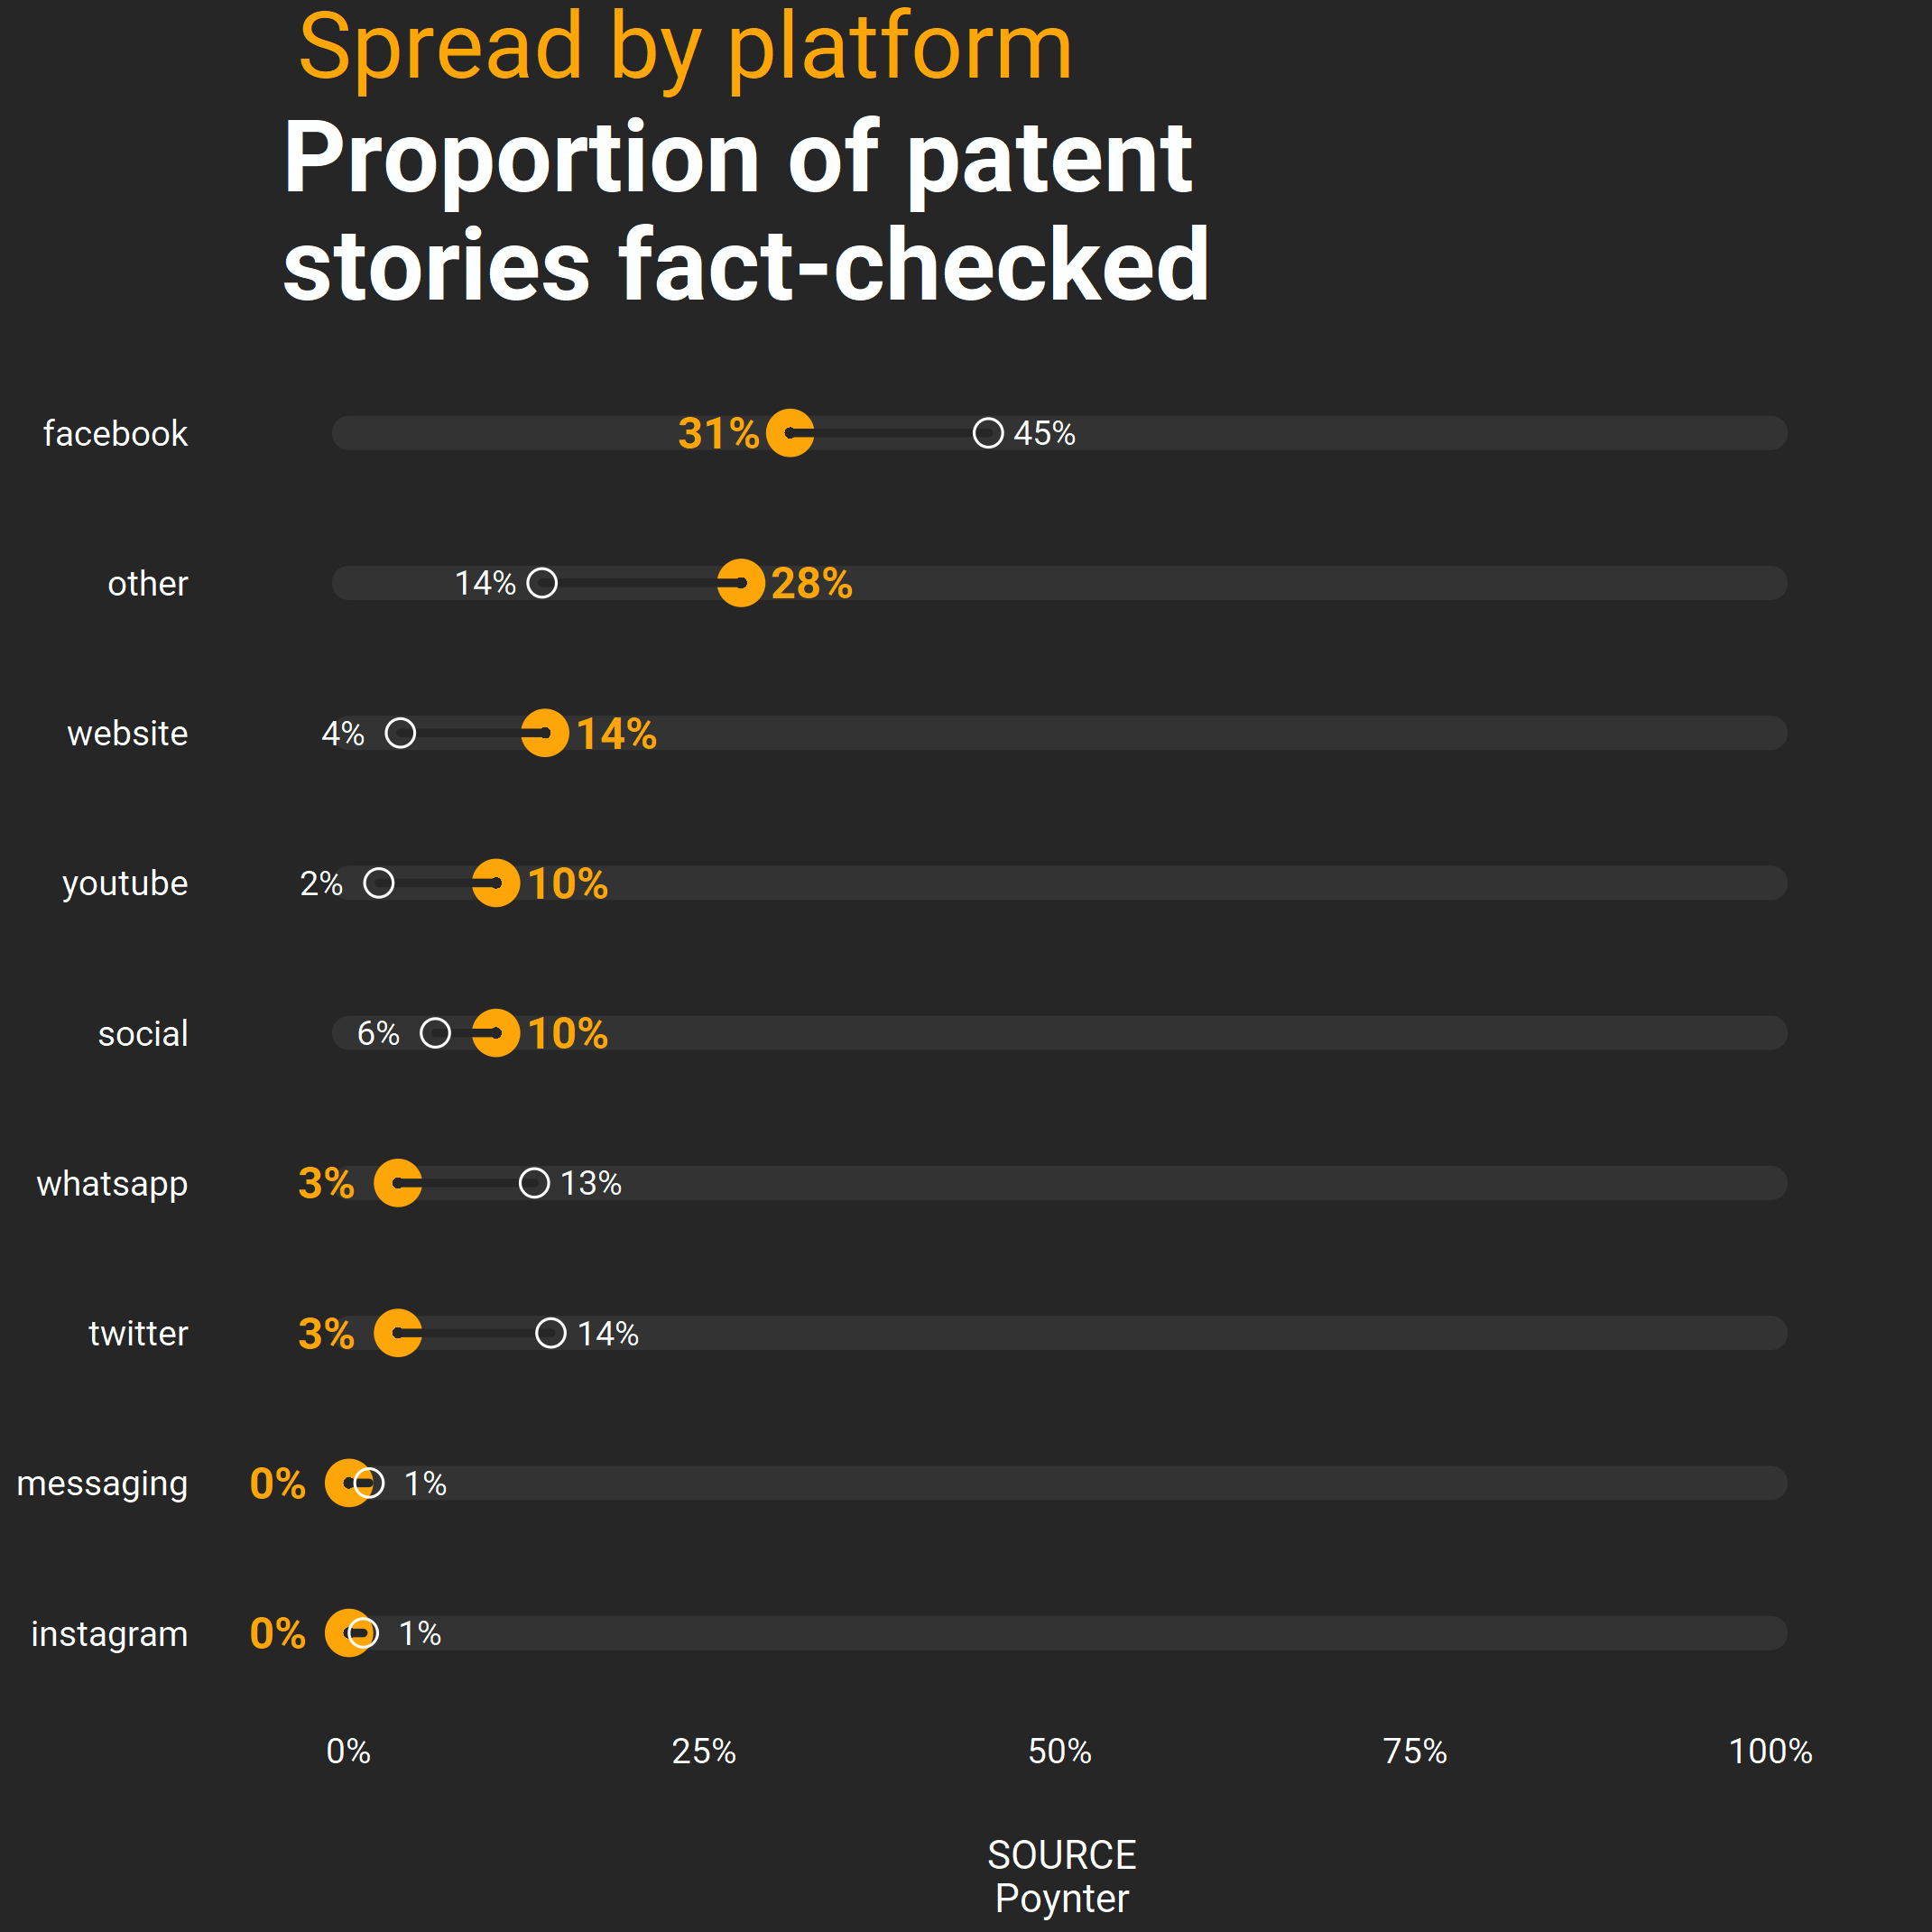 Spread by platform
Proportion of patent
stories fact-checked
facebook 31% 45%
other 14% 28%
website 4% 14%
youtube 2% 10%
social 6% 10%
whatsapp 3% 13%
twitter 3% 14%
messaging 0% 1%
instagram 0% 1%
0% 25% 50% 75% 100%
SOURCE
Poynter